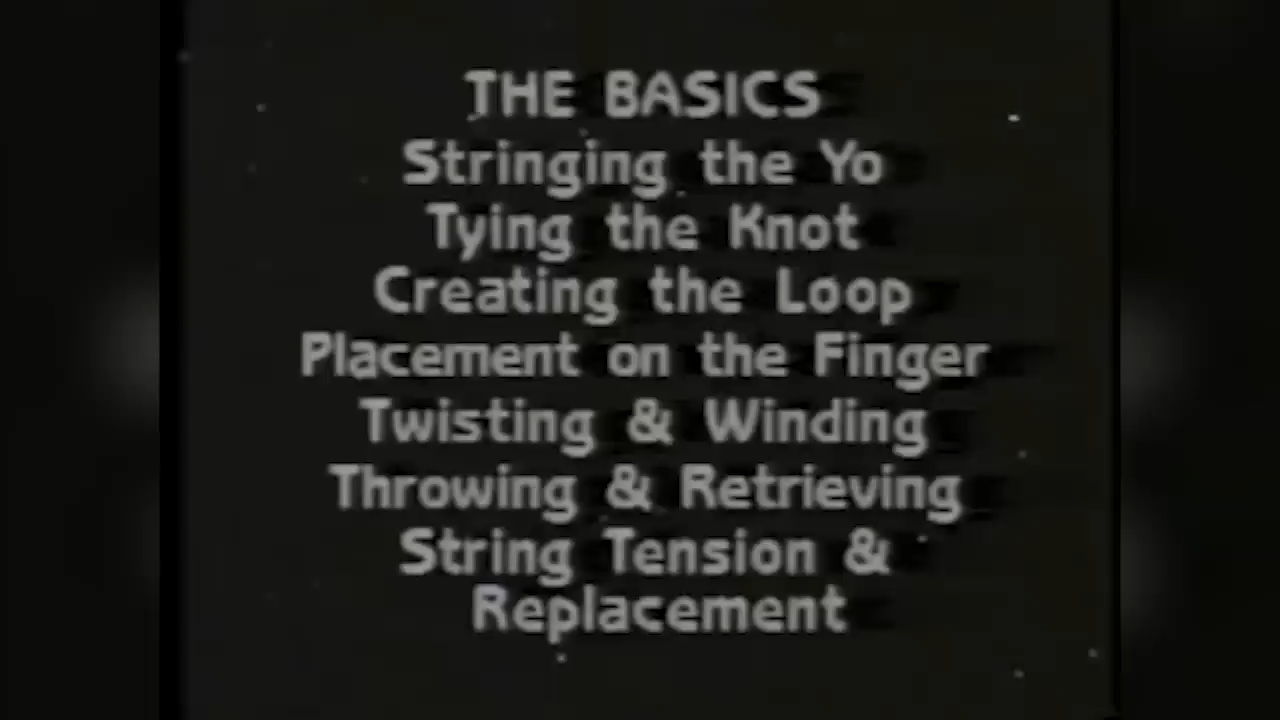 THE BASICS
Stringing the Yo
Tying the Knot
Creating the Loop
Placement on the Finger
Twisting & Winding
Throwing & Retrieving
String Tension &
Replacement